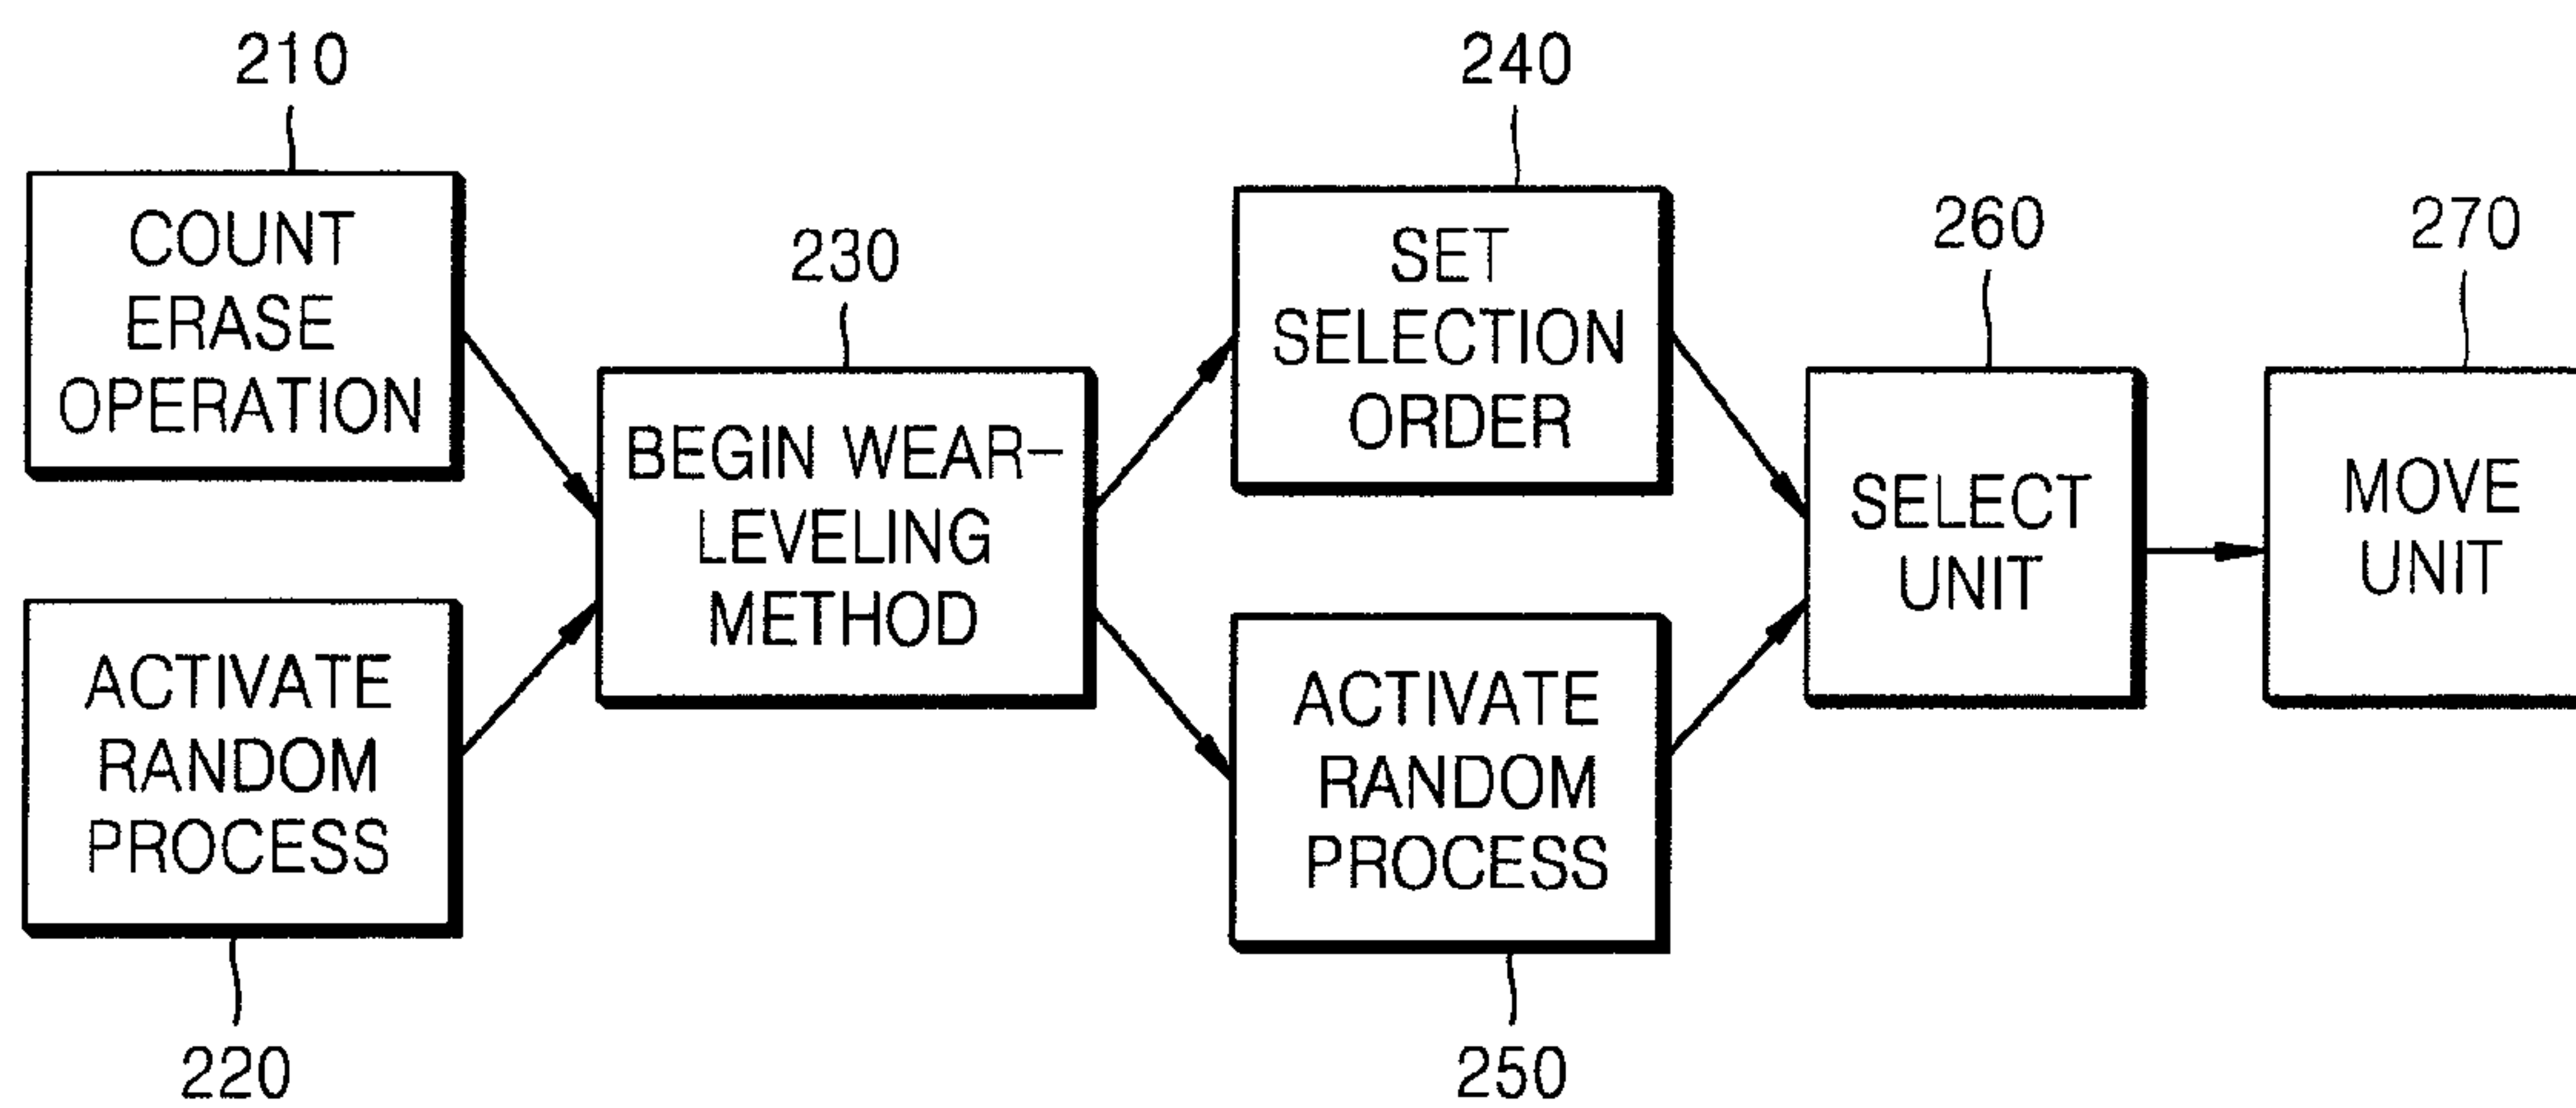 210
COUNT
ERASE
OPERATION
ACTIVATE
RANDOM
PROCESS
220
230
BEGIN WEAR-
LEVELING
METHOD
240
SET
SELECTION
ORDER
ACTIVATE
RANDOM
PROCESS
250
260
SELECT
UNIT
270
MOVE
UNIT